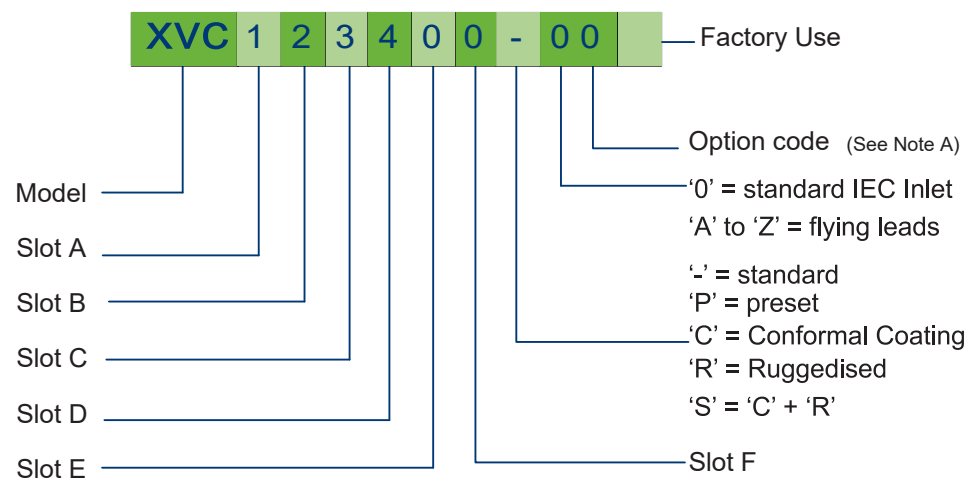 XVC 1 2 3 4 0 0 - 0 0
Factory Use
Option code (See Note A)
‘0’ = standard IEC Inlet
‘A’ to ‘Z’ = flying leads
‘-’ = standard
‘P’ = preset
‘C’ = Conformal Coating
‘R’ = Ruggedised
‘S’ = ‘C’ + ‘R’
Slot F
Model
Slot A
Slot B
Slot C
Slot D
Slot E